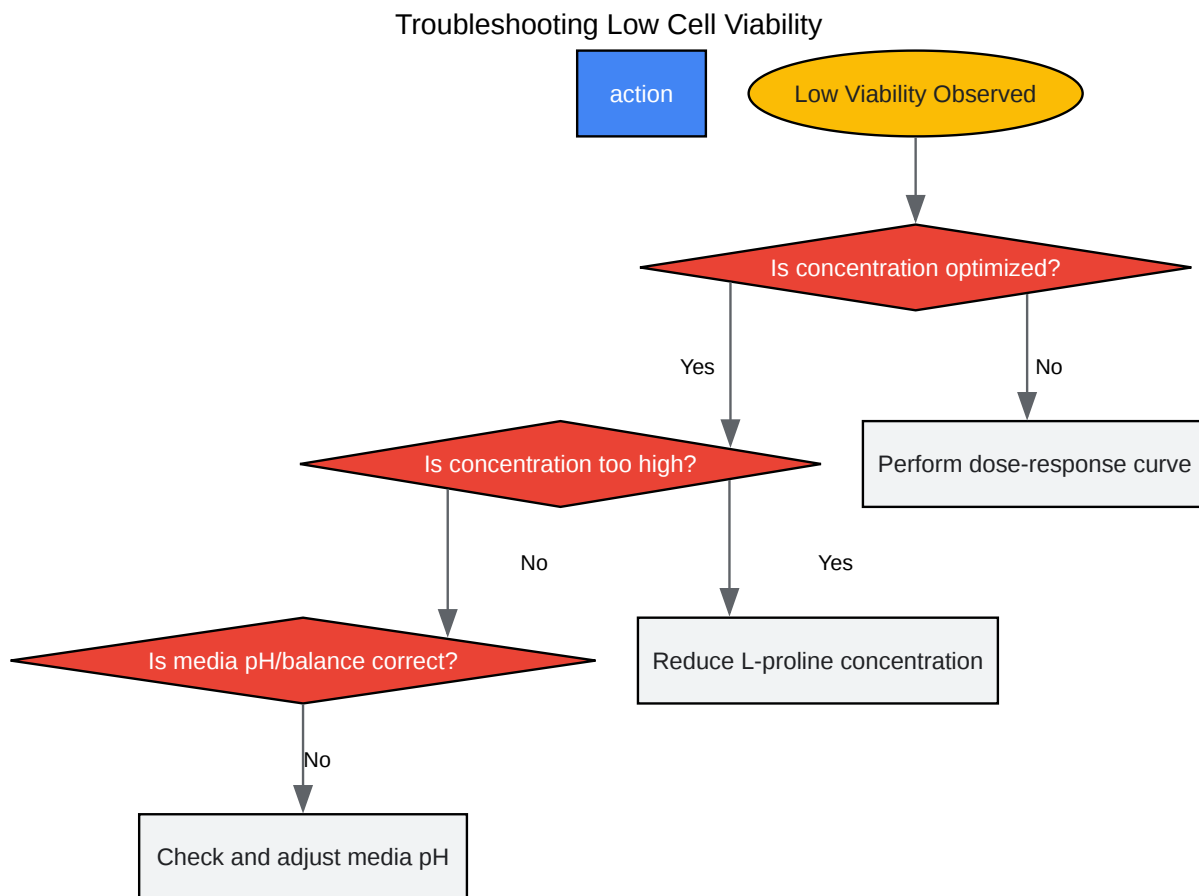 Troubleshooting Low Cell Viability
action
Low Viability Observed
Is concentration optimized?
Yes
No
Is concentration too high?
Perform dose-response curve
No
Yes
Is media pH/balance correct?
Reduce L-proline concentration
No
Check and adjust media pH